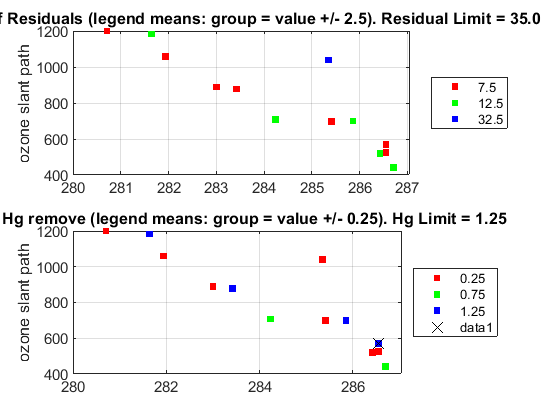 f Residuals (legend means: group = value +/- 2.5). Residual Limit = 35.0
1200
1000
800
600
400
ozone slant path
280 281 282 283 284 285 286 287
7.5
12.5
32.5
Hg remove (legend means: group = value +/- 0.25). Hg Limit = 1.25
1200
1000
800
600
400
ozone slant path
280 282 284 286
0.25
0.75
1.25
data1